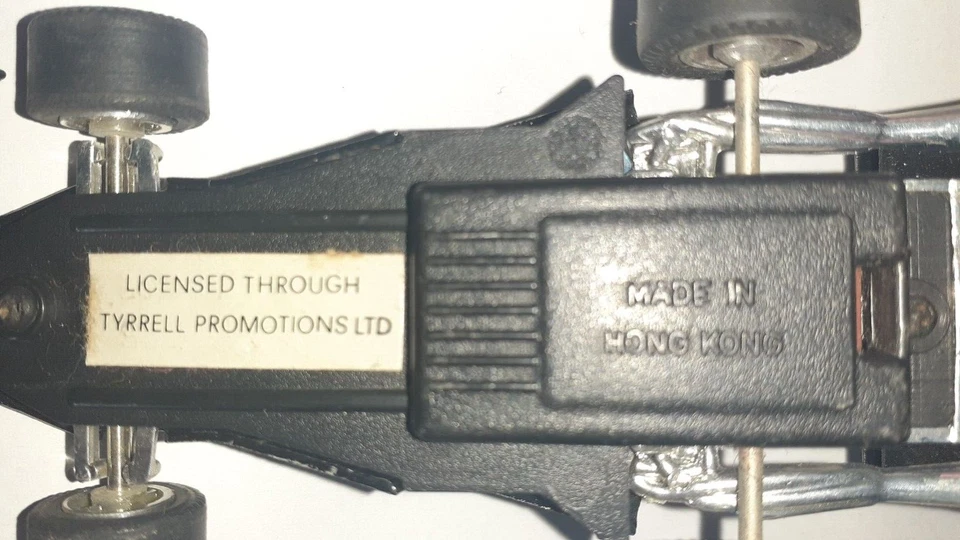 LICENSED THROUGH
TYRRELL PROMOTIONS LTD
MADE IN
HONG KONG